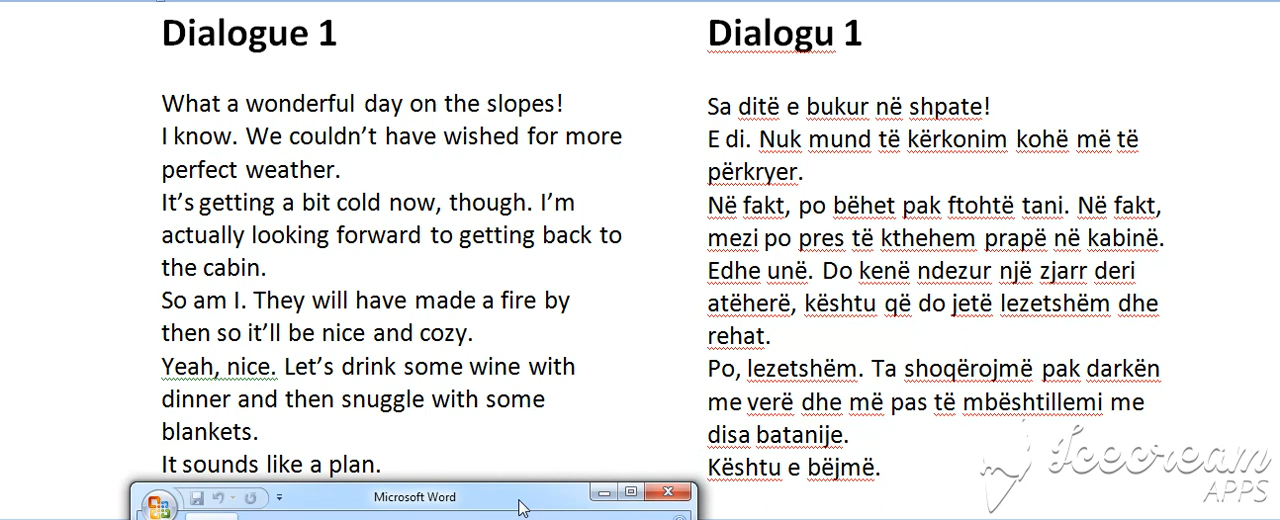 Dialogue 1
What a wonderful day on the slopes!
I know. We couldn’t have wished for more
perfect weather.
It’s getting a bit cold now, though. I’m
actually looking forward to getting back to
the cabin.
So am I. They will have made a fire by
then so it’ll be nice and cozy.
Yeah, nice. Let’s drink some wine with
dinner and then snuggle with some
blankets.
It sounds like a plan.
Dialogu 1
Sa ditë e bukur në shpate!
E di. Nuk mund të kërkonim kohë më të
përkryer.
Në fakt, po bëhet pak ftohtë tani. Në fakt,
mezi po pres të kthehem prapë në kabinë.
Edhe unë. Do kenë ndezur një zjarr deri
atëherë, kështu që do jetë lezetshëm dhe
rehat.
Po, lezetshëm. Ta shoqërojmë pak darkën
me verë dhe më pas të mbështillemi me
disa batanije.
Kështu e bëjmë.
Microsoft Word
Icecream
APPS